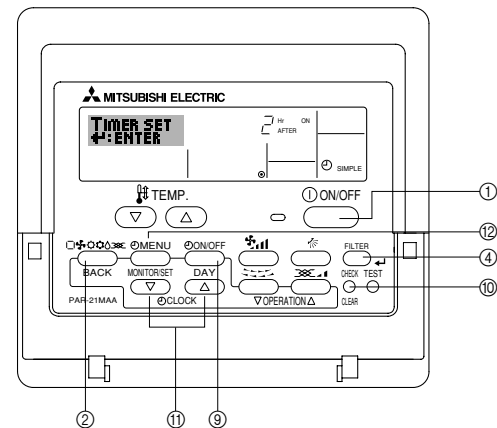 MITSUBISHI ELECTRIC
TIMER SET
↵:ENTER
2 Hr ON
AFTER
SIMPLE
TEMP.
ON/OFF
①
MENU
ON/OFF
⑫
FILTER
④
BACK
MONITOR/SET
DAY
CHECK TEST
⑩
PAR-21MAA
CLOCK
▽OPERATION△
CLEAR
② ⑪ ⑨